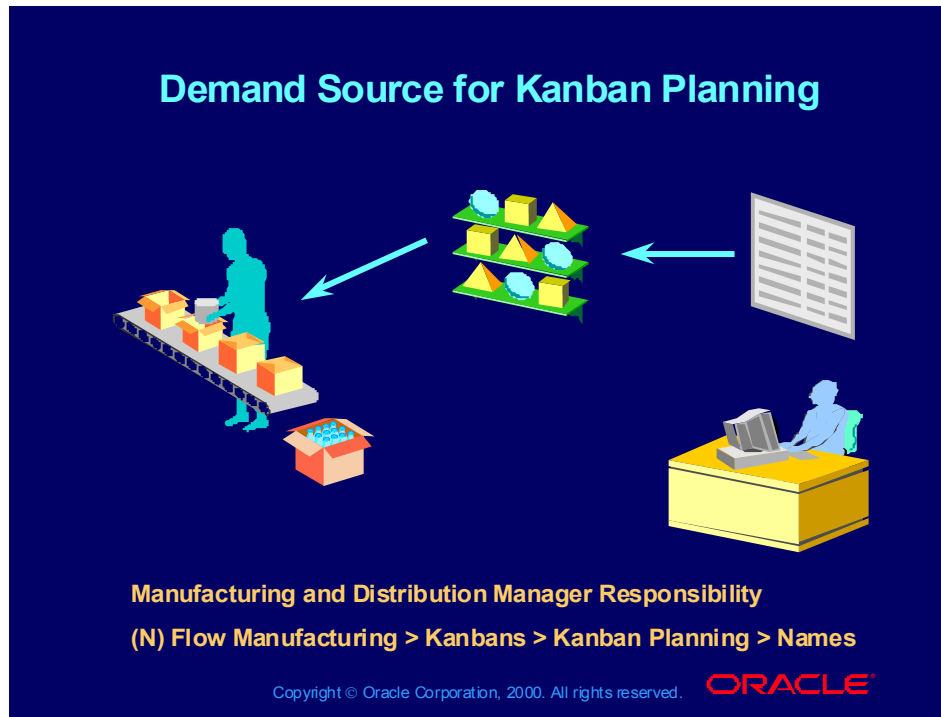 Demand Source for Kanban Planning
Manufacturing and Distribution Manager Responsibility
(N) Flow Manufacturing > Kanbans > Kanban Planning > Names
Copyright © Oracle Corporation, 2000. All rights reserved.
ORACLE®